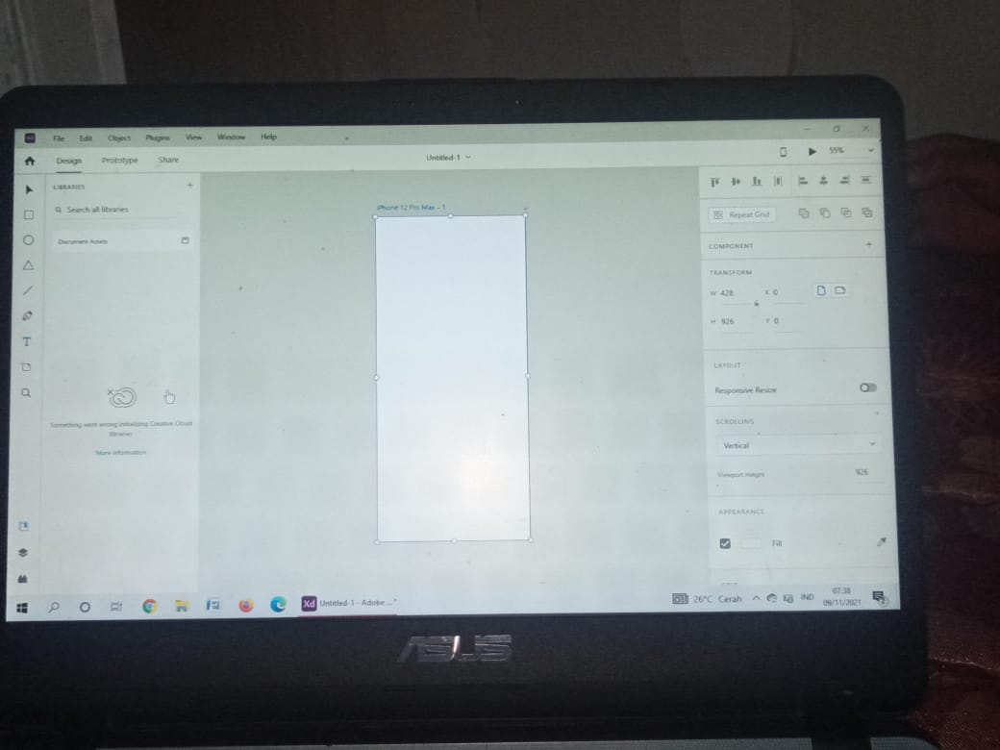 Xd File Edit Object Plugins View Window Help
Design Prototype Share Untitled-1 55%
LIBRARIES +
Search all libraries
Document Assets
Something went wrong initializing Creative Cloud
libraries
More information
iPhone 12 Pro Max – 1
Repeat Grid
COMPONENT +
TRANSFORM
W 428 X 0
H 926 Y 0
LAYOUT
Responsive Resize
SCROLLING
Vertical
Viewport Height 926
APPEARANCE
Fill
T
Xd Untitled-1 - Adobe ... 26°C Cerah IND
07.38
09/11/2021
2
ASUS